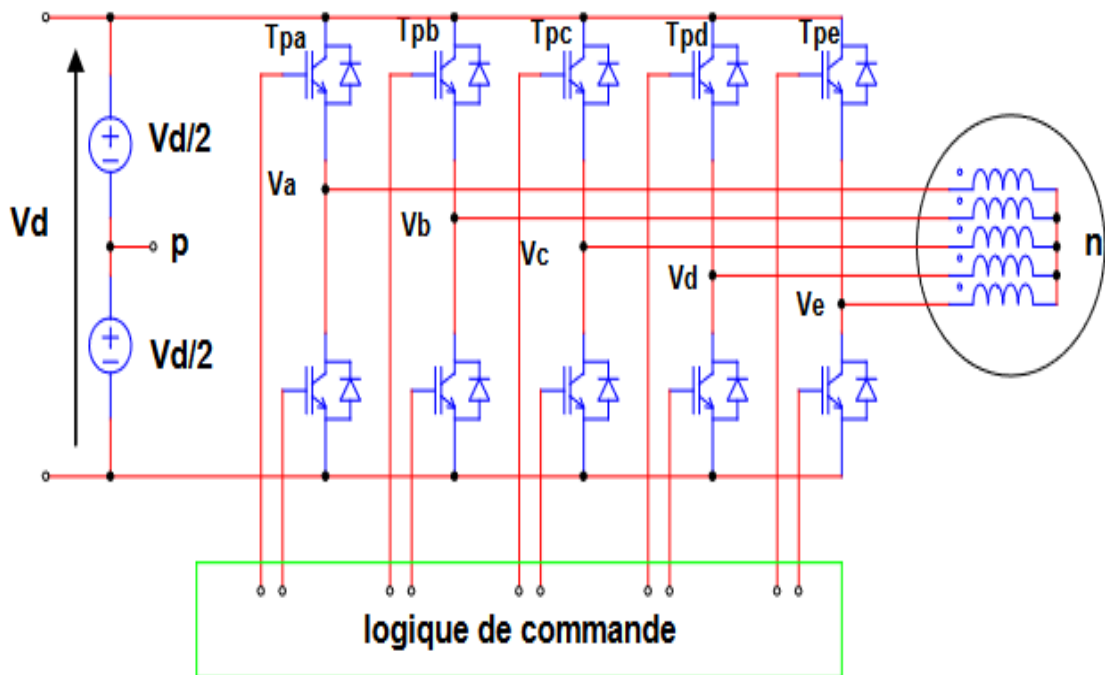 Tpa
Tpb
Tpc
Tpd
Tpe
Vd/2
Va
Vb
Vd
p
Vc
n
Vd
Ve
Vd/2
logique de commande